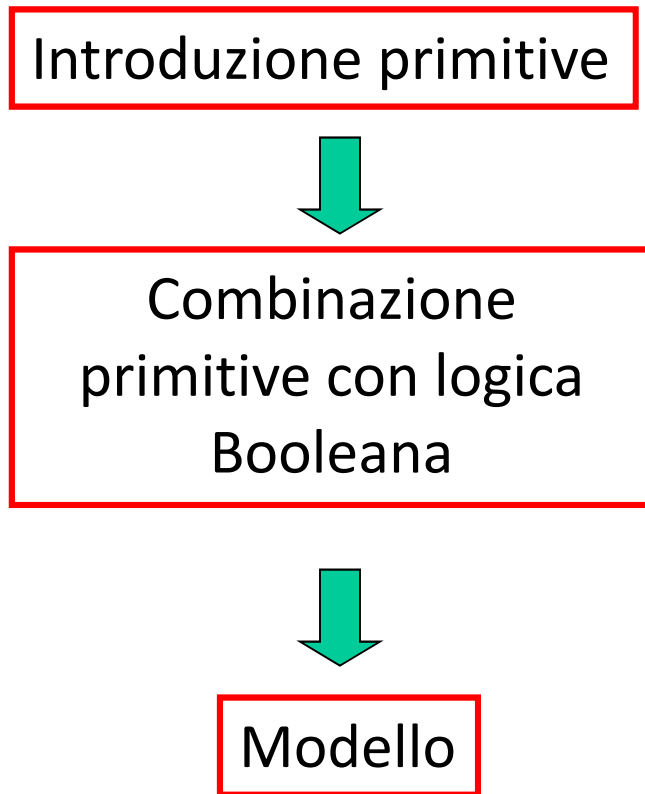 Introduzione primitive
Combinazione
primitive con logica
Booleana
Modello